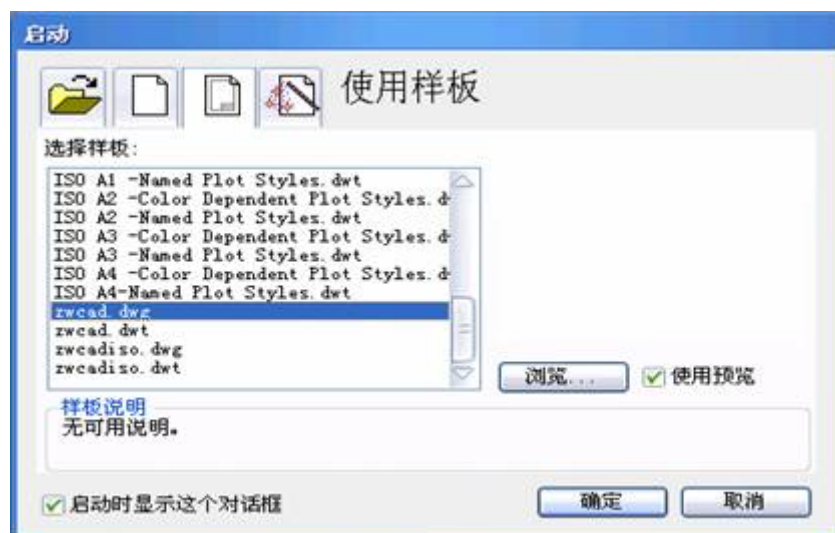 启动
使用样板
选择样板:
ISO A1 -Named Plot Styles.dwt
ISO A2 -Color Dependent Plot Styles.d
ISO A2 -Named Plot Styles.dwt
ISO A3 -Color Dependent Plot Styles.d
ISO A3 -Named Plot Styles.dwt
ISO A4 -Color Dependent Plot Styles.d
ISO A4-Named Plot Styles.dwt
zwcad.dwg
zwcad.dwt
zwcadiso.dwg
zwcadiso.dwt
浏览... 使用预览
样板说明
无可用说明。
启动时显示这个对话框 确定 取消